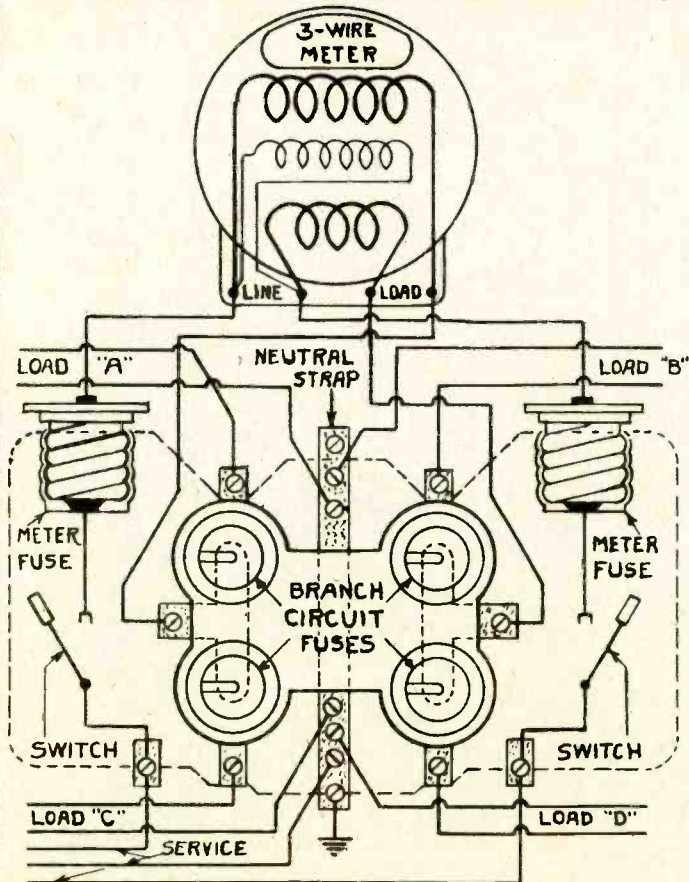 3-WIRE
METER
LINE
LOAD
LOAD "A"
NEUTRAL
STRAP
LOAD "B"
METER
FUSE
METER
FUSE
BRANCH
CIRCUIT
FUSES
SWITCH
SWITCH
LOAD "C"
LOAD "D"
SERVICE